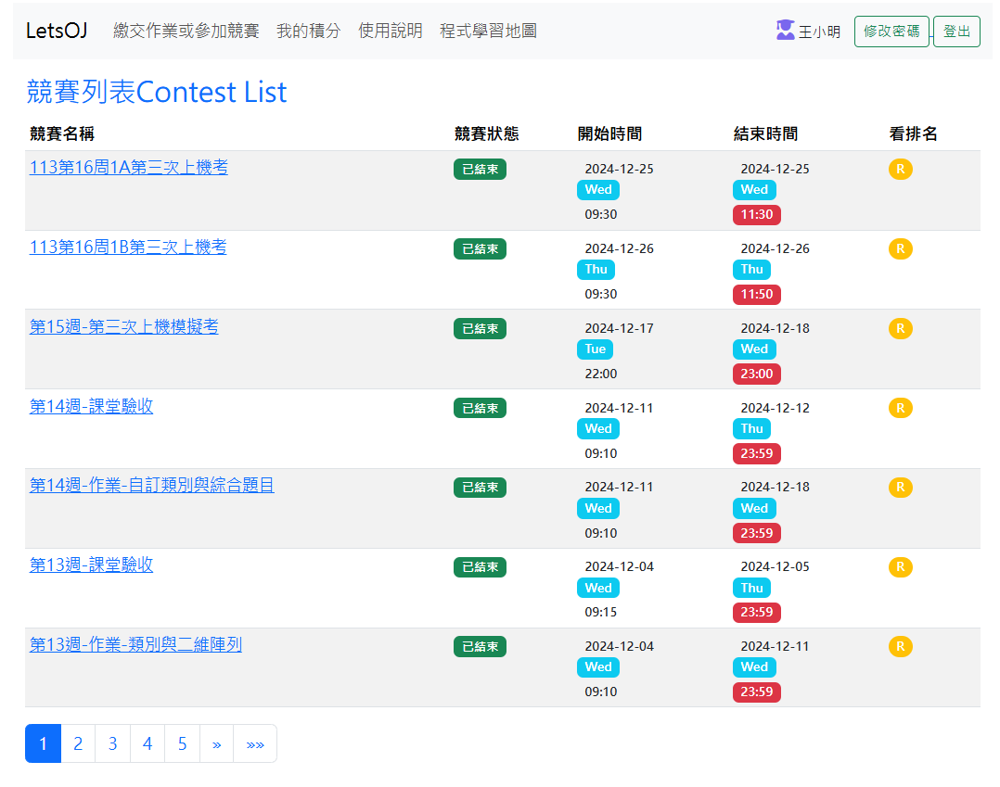 LetsOJ 繳交作業或參加競賽 我的積分 使用說明 程式學習地圖 王小明 修改密碼 登出
競賽列表Contest List
競賽名稱 競賽狀態 開始時間 結束時間 看排名
113第16周1A第三次上機考 已結束 2024-12-25 2024-12-25 R
Wed Wed
09:30 11:30
113第16周1B第三次上機考 已結束 2024-12-26 2024-12-26 R
Thu Thu
09:30 11:50
第15週-第三次上機模擬考 已結束 2024-12-17 2024-12-18 R
Tue Wed
22:00 23:00
第14週-課堂驗收 已結束 2024-12-11 2024-12-12 R
Wed Thu
09:10 23:59
第14週-作業-自訂類別與綜合題目 已結束 2024-12-11 2024-12-18 R
Wed Wed
09:10 23:59
第13週-課堂驗收 已結束 2024-12-04 2024-12-05 R
Wed Thu
09:15 23:59
第13週-作業-類別與二維陣列 已結束 2024-12-04 2024-12-11 R
Wed Wed
09:10 23:59
1 2 3 4 5 » »»